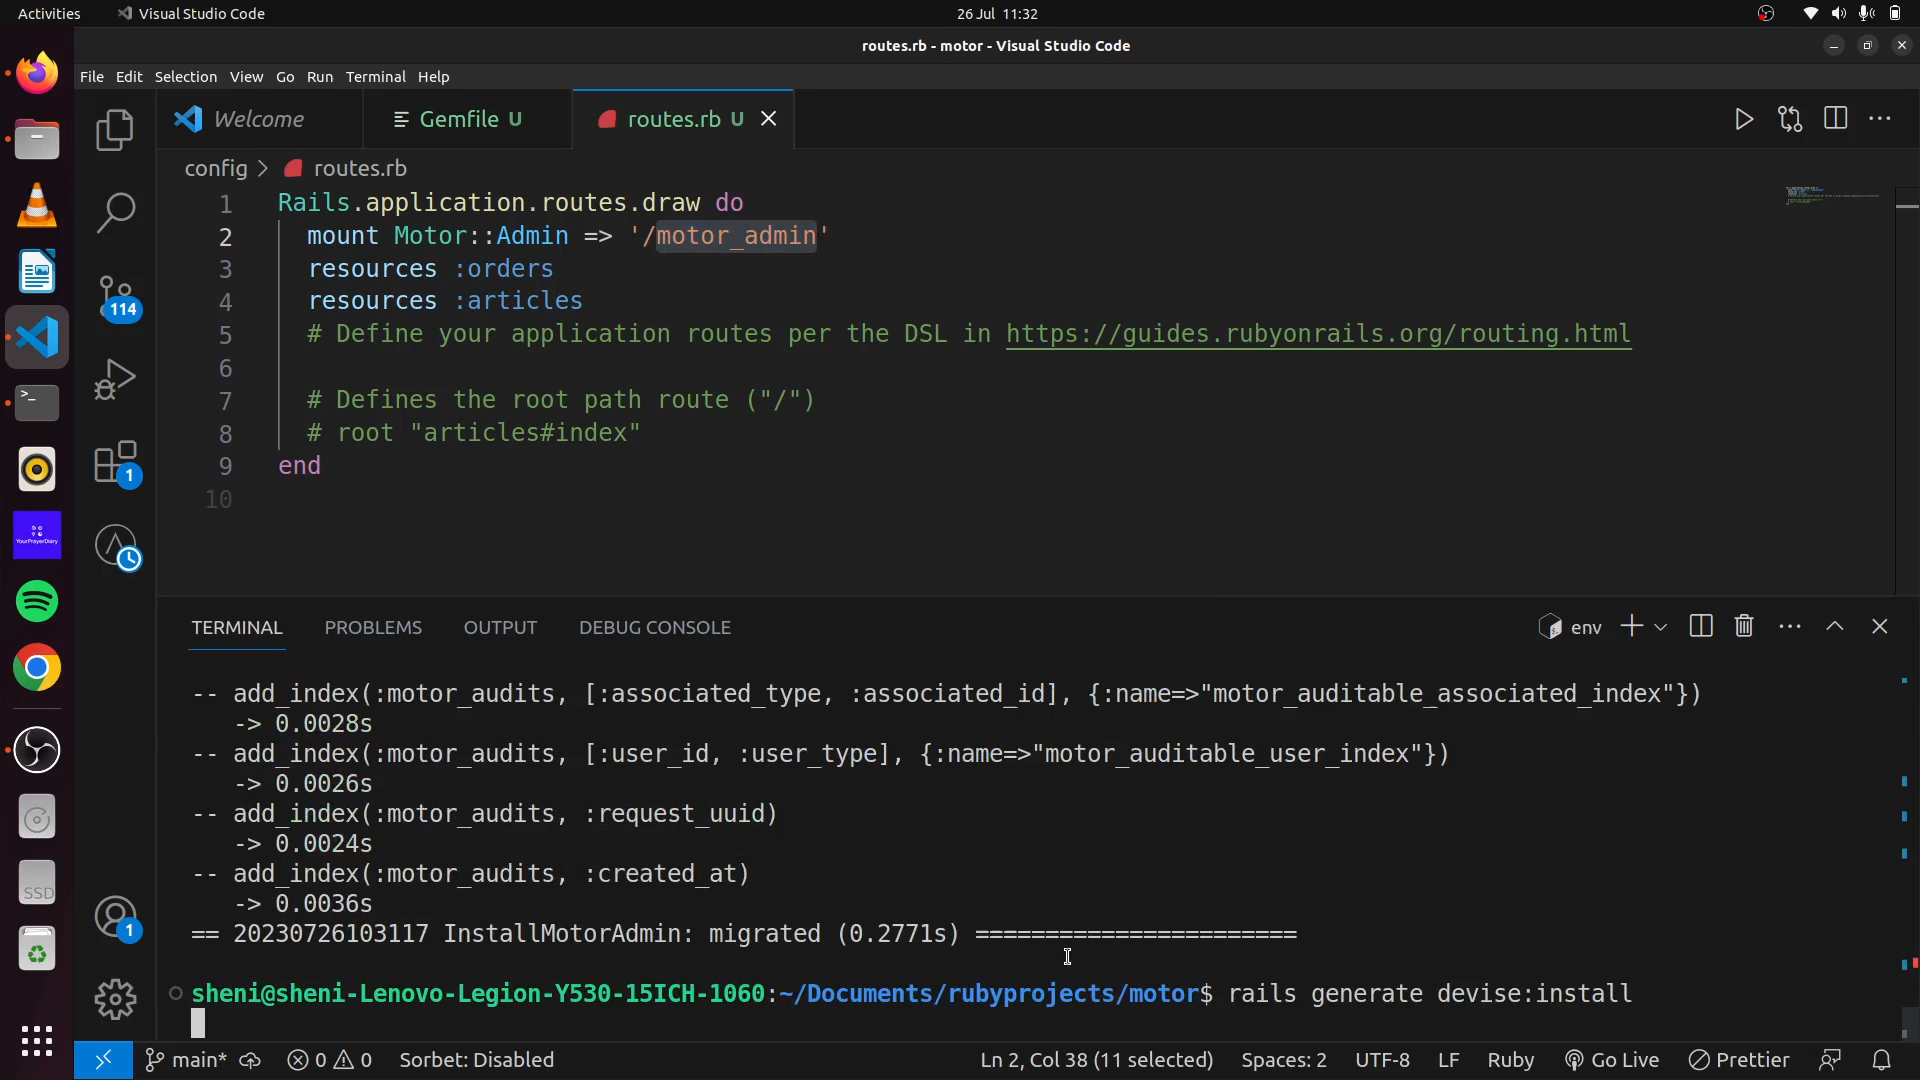 Activities Visual Studio Code 26 Jul 11:32
routes.rb - motor - Visual Studio Code
File Edit Selection View Go Run Terminal Help
Welcome Gemfile U routes.rb U
config > routes.rb
1 Rails.application.routes.draw do
2 mount Motor::Admin => '/motor_admin'
3 resources :orders
4 resources :articles
5 # Define your application routes per the DSL in https://guides.rubyonrails.org/routing.html
6
7 # Defines the root path route ("/")
8 # root "articles#index"
9 end
10
114
1
YourPrayerDiary
SSD
1
TERMINAL PROBLEMS OUTPUT DEBUG CONSOLE env
-- add_index(:motor_audits, [:associated_type, :associated_id], {:name=>"motor_auditable_associated_index"})
-> 0.0028s
-- add_index(:motor_audits, [:user_id, :user_type], {:name=>"motor_auditable_user_index"})
-> 0.0026s
-- add_index(:motor_audits, :request_uuid)
-> 0.0024s
-- add_index(:motor_audits, :created_at)
-> 0.0036s
== 20230726103117 InstallMotorAdmin: migrated (0.2771s) =======================
sheni@sheni-Lenovo-Legion-Y530-15ICH-1060:~/Documents/rubyprojects/motor$ rails generate devise:install
main* 0 0 Sorbet: Disabled Ln 2, Col 38 (11 selected) Spaces: 2 UTF-8 LF Ruby Go Live Prettier